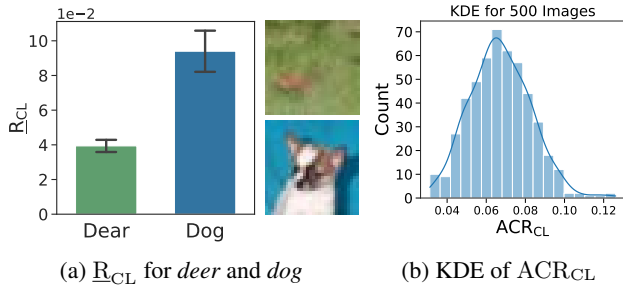 1e−2
10
8
6
4
2
0
R_CL
Dear
Dog
(a) R_CL for deer and dog
KDE for 500 Images
70
60
50
40
30
20
10
0
Count
0.04 0.06 0.08 0.10 0.12
ACR_CL
(b) KDE of ACR_CL